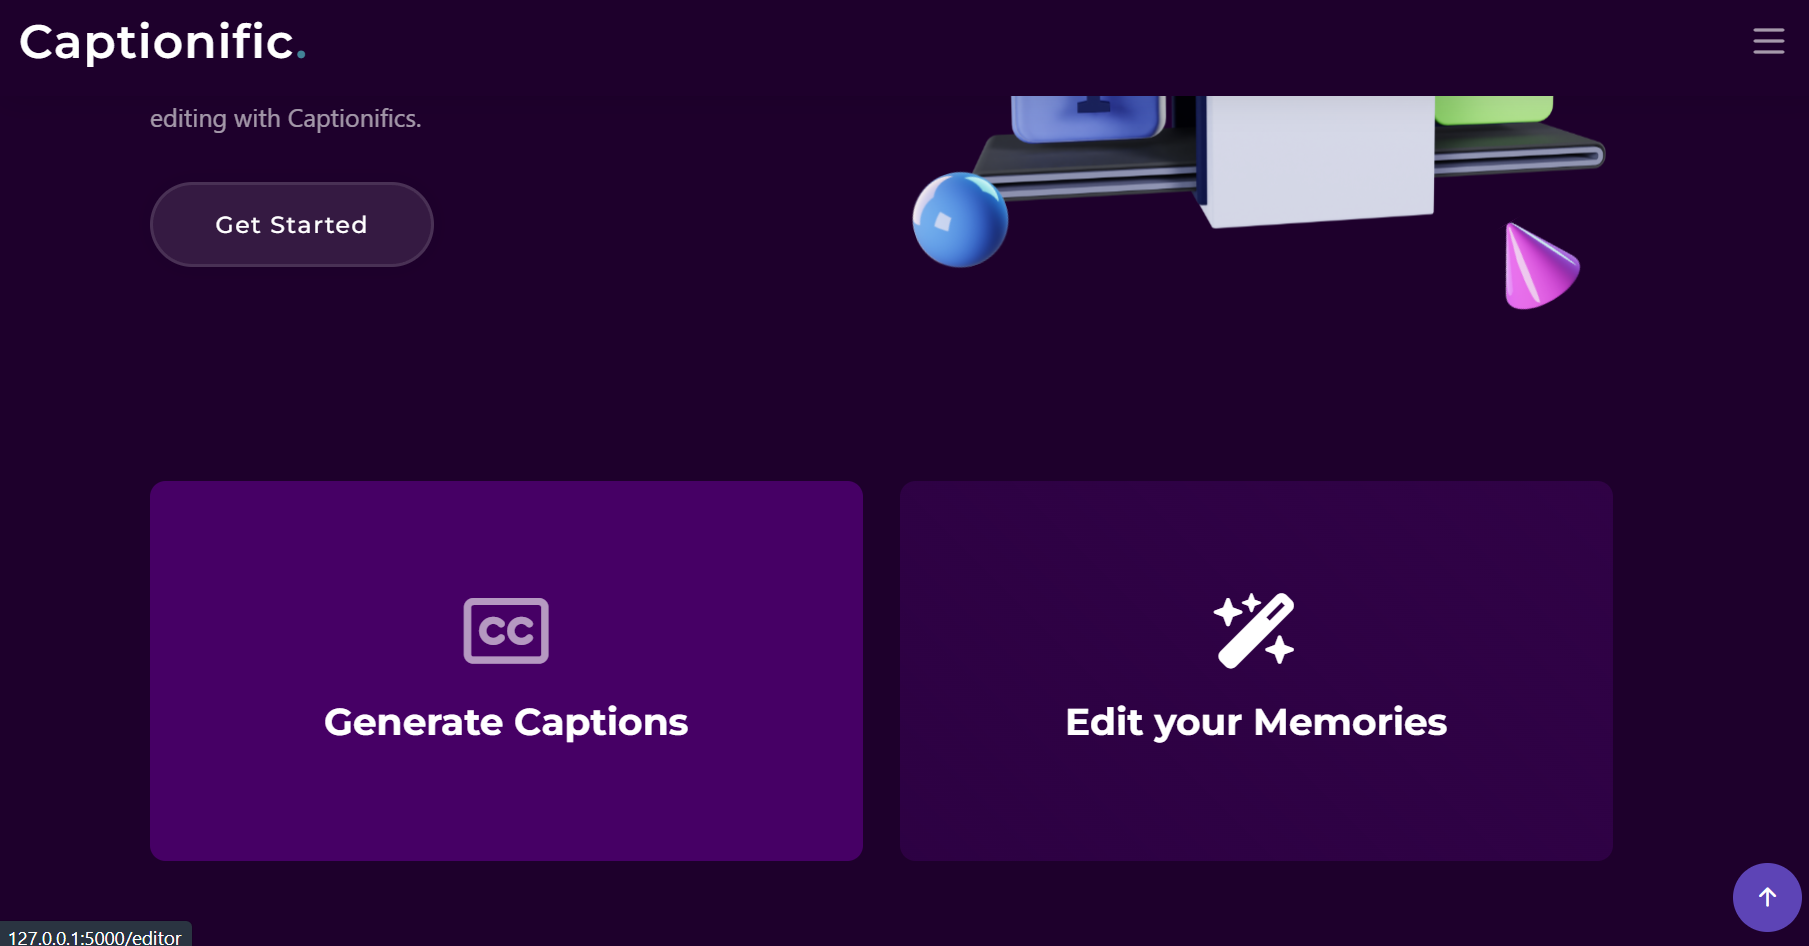 Captionific.
editing with Captionifics.
Get Started
CC
Generate Captions
Edit your Memories
127.0.0.1:5000/editor